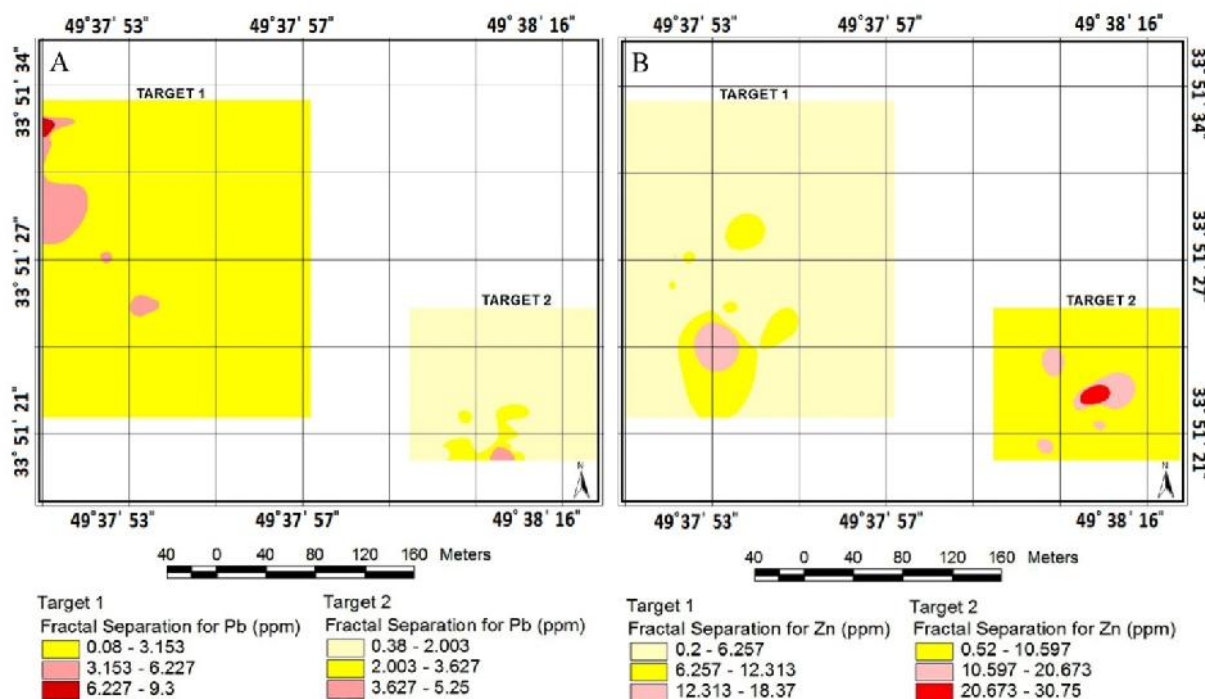 49°37' 53" 49°37' 57" 49° 38' 16"
A
TARGET 1
TARGET 2
33° 51' 34"
33° 51' 27"
33° 51' 21"
N
49°37' 53" 49°37' 57" 49° 38' 16"
40 0 40 80 120 160 Meters
Target 1
Fractal Separation for Pb (ppm)
0.08 - 3.153
3.153 - 6.227
6.227 - 9.3
Target 2
Fractal Separation for Pb (ppm)
0.38 - 2.003
2.003 - 3.627
3.627 - 5.25
49°37' 53" 49°37' 57" 49° 38' 16"
B
TARGET 1
TARGET 2
33° 51' 34"
33° 51' 27"
33° 51' 21"
N
49°37' 53" 49°37' 57" 49° 38' 16"
40 0 40 80 120 160 Meters
Target 1
Fractal Separation for Zn (ppm)
0.2 - 6.257
6.257 - 12.313
12.313 - 18.37
Target 2
Fractal Separation for Zn (ppm)
0.52 - 10.597
10.597 - 20.673
20.673 - 30.75